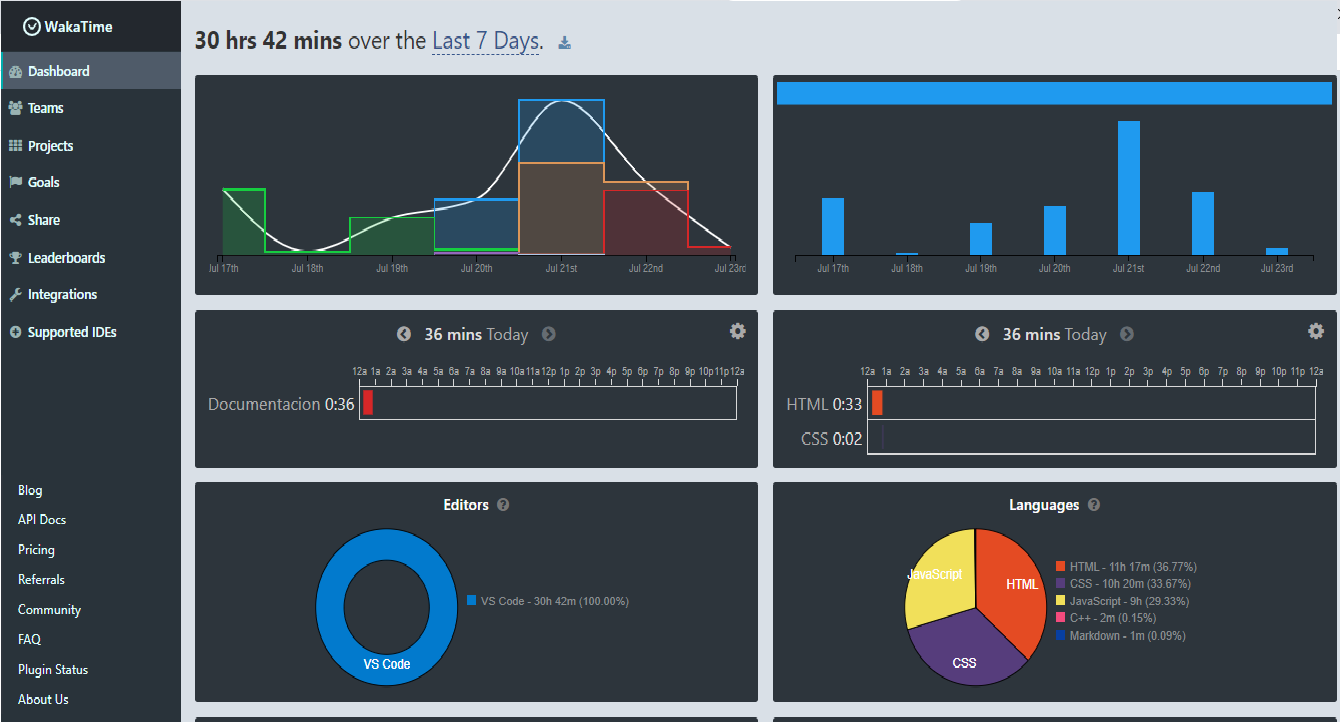 WakaTime
Dashboard
Teams
Projects
Goals
Share
Leaderboards
Integrations
Supported IDEs
Blog
API Docs
Pricing
Referrals
Community
FAQ
Plugin Status
About Us
30 hrs 42 mins over the Last 7 Days.
Jul 17th Jul 18th Jul 19th Jul 20th Jul 21st Jul 22nd Jul 23rd
Jul 17th Jul 18th Jul 19th Jul 20th Jul 21st Jul 22nd Jul 23rd
36 mins Today
12a 1a 2a 3a 4a 5a 6a 7a 8a 9a 10a 11a 12p 1p 2p 3p 4p 5p 6p 7p 8p 9p 10p 11p 12a
Documentacion 0:36
36 mins Today
12a 1a 2a 3a 4a 5a 6a 7a 8a 9a 10a 11a 12p 1p 2p 3p 4p 5p 6p 7p 8p 9p 10p 11p 12a
HTML 0:33
CSS 0:02
Editors ?
VS Code
VS Code - 30h 42m (100.00%)
Languages ?
JavaScript
HTML
CSS
HTML - 11h 17m (36.77%)
CSS - 10h 20m (33.67%)
JavaScript - 9h (29.33%)
C++ - 2m (0.15%)
Markdown - 1m (0.09%)